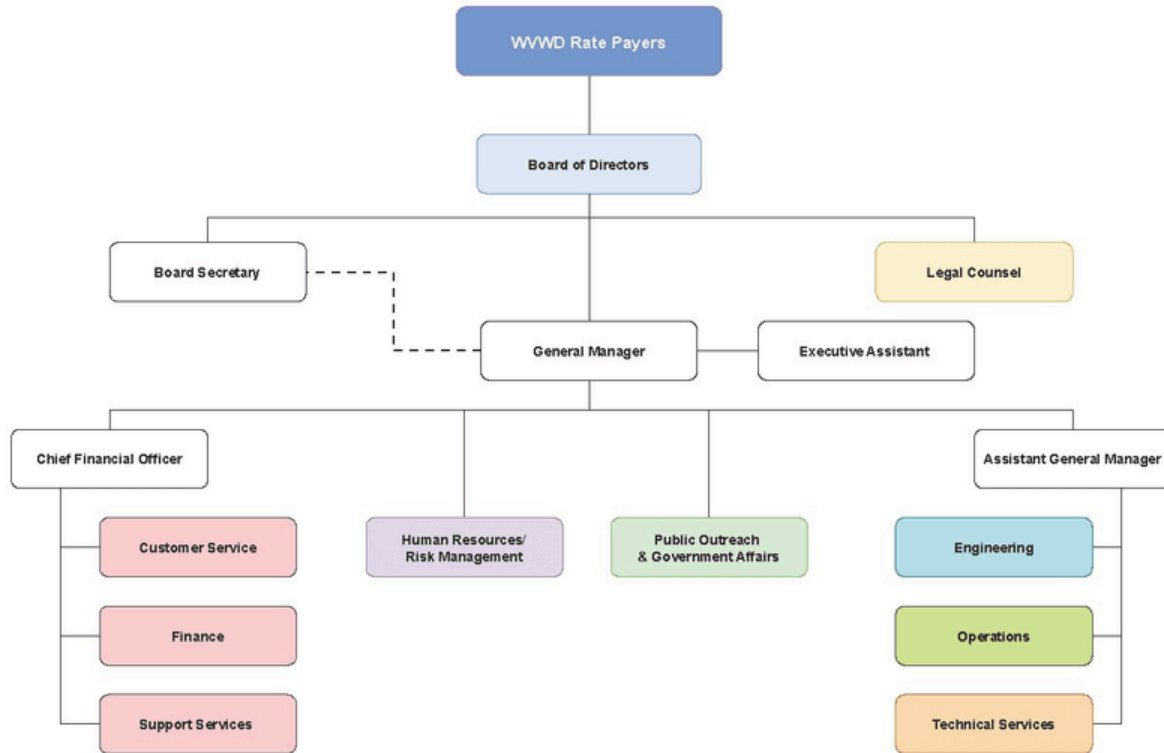 WVWD Rate Payers
Board of Directors
Board Secretary
Legal Counsel
General Manager
Executive Assistant
Chief Financial Officer
Assistant General Manager
Customer Service
Human Resources/
Risk Management
Public Outreach
& Government Affairs
Engineering
Finance
Operations
Support Services
Technical Services